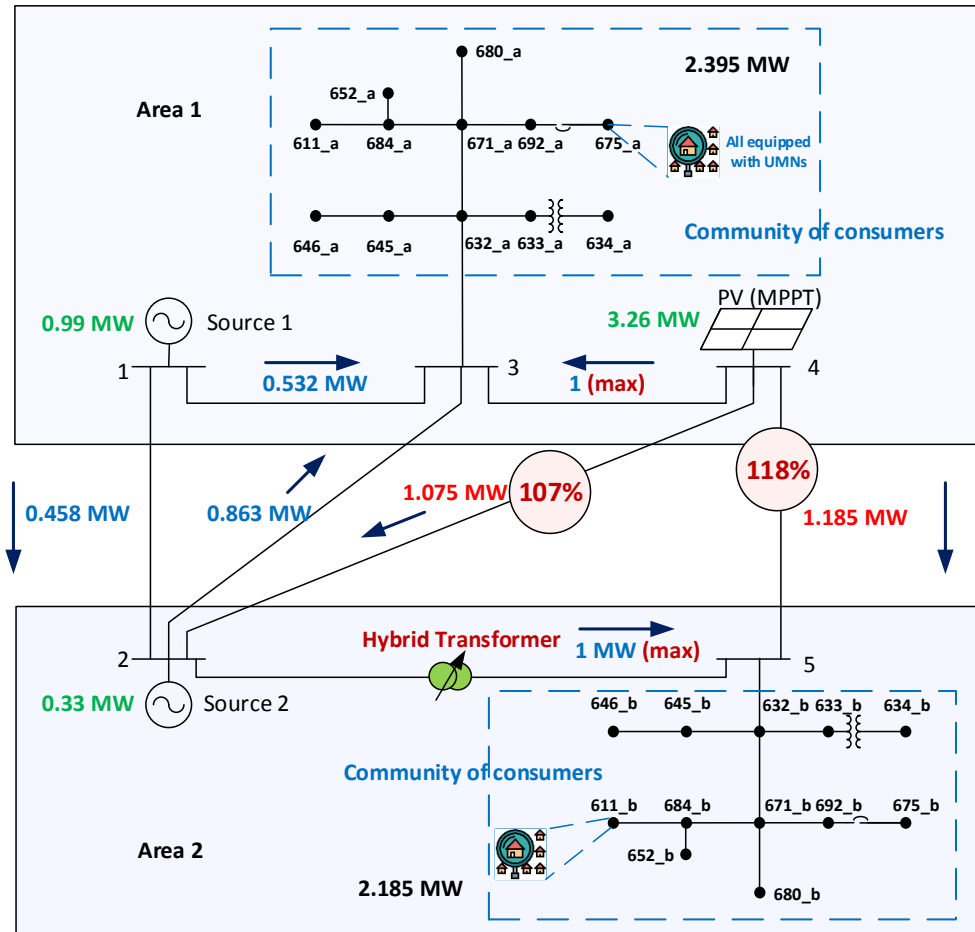 680_a
2.395 MW
Area 1
652_a
611_a
684_a
671_a
692_a
675_a
All equipped
with UMNs
646_a
645_a
632_a
633_a
634_a
Community of consumers
PV (MPPT)
0.99 MW
Source 1
3.26 MW
1
3
4
0.532 MW
1 (max)
118%
107%
1.075 MW
0.458 MW
0.863 MW
1.185 MW
Hybrid Transformer
1 MW (max)
2
5
0.33 MW
Source 2
646_b
645_b
632_b
633_b
634_b
Community of consumers
611_b
684_b
671_b
692_b
675_b
652_b
Area 2
2.185 MW
680_b